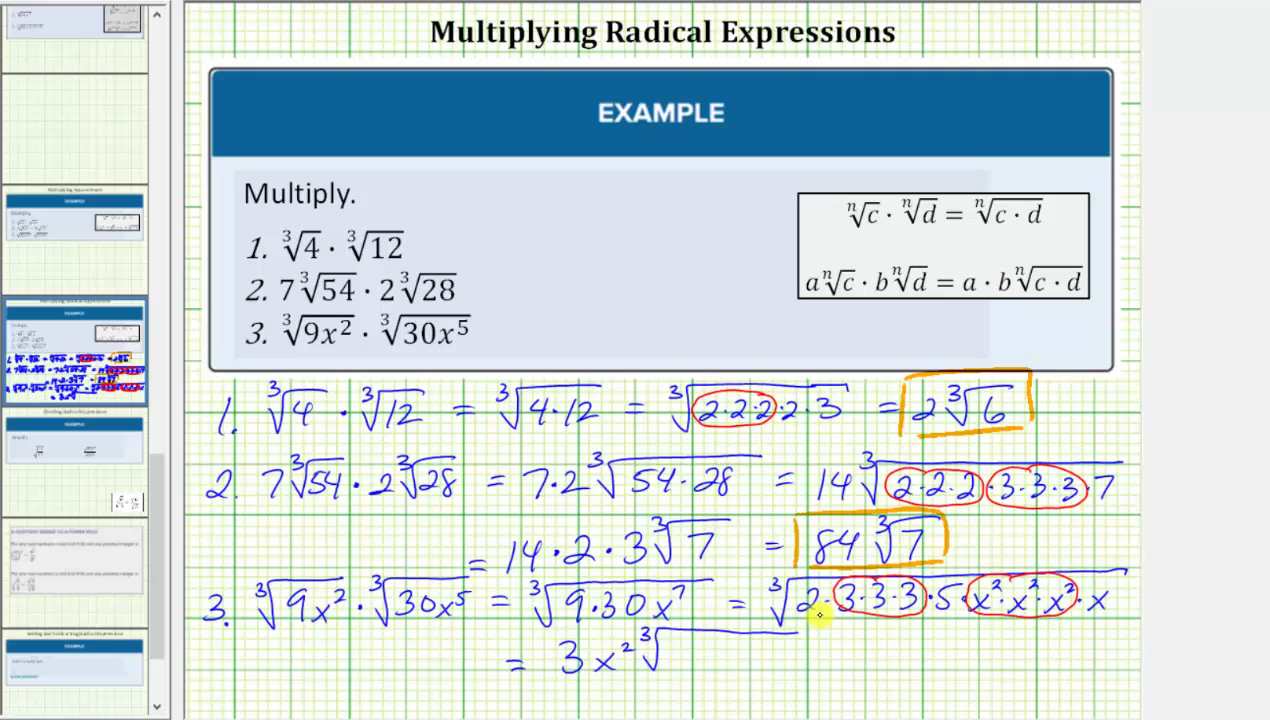 Multiplying Radical Expressions
EXAMPLE
Multiply.
1. ∛4 · ∛12
2. 7∛54 · 2∛28
3. ∛(9x²) · ∛(30x⁵)
ⁿ√c · ⁿ√d = ⁿ√(c · d)
aⁿ√c · bⁿ√d = a · bⁿ√(c · d)
1. ∛4 · ∛12 = ∛(4·12) = ∛(2·2·2·2·3) = 2∛6
2. 7∛54 · 2∛28 = 7·2∛(54·28) = 14∛(2·2·2·3·3·3·7)
= 14·2·3∛7 = 84∛7
3. ∛(9x²) · ∛(30x⁵) = ∛(9·30x⁷) = ∛(2·3·3·3·5·x²·x²·x²·x)
= 3x²∛